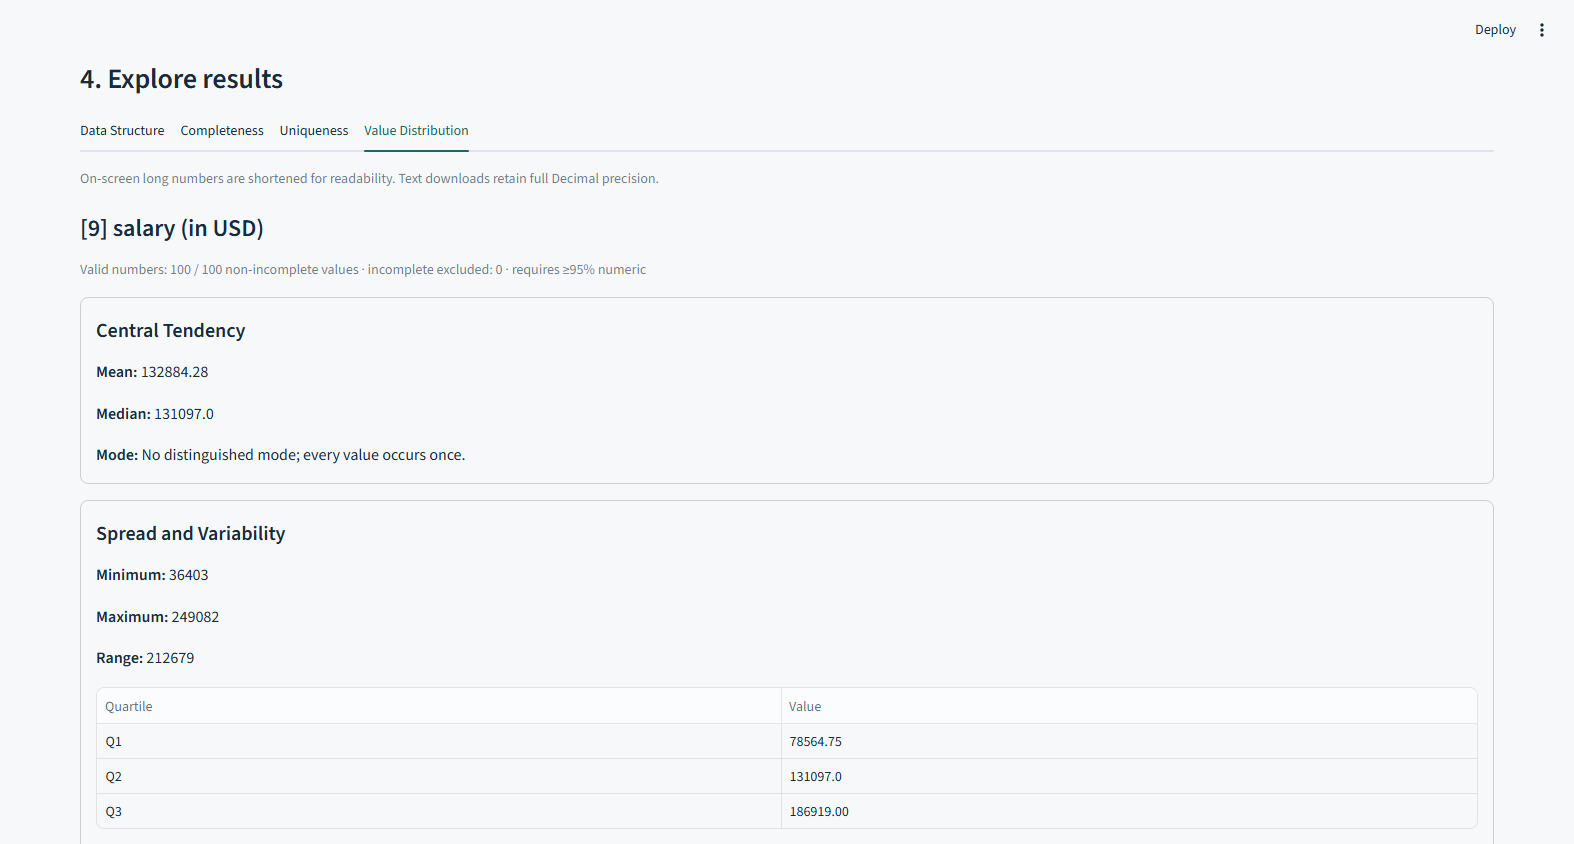 Deploy
4. Explore results
Data Structure Completeness Uniqueness Value Distribution
On-screen long numbers are shortened for readability. Text downloads retain full Decimal precision.
[9] salary (in USD)
Valid numbers: 100 / 100 non-incomplete values · incomplete excluded: 0 · requires ≥95% numeric
Central Tendency
Mean: 132884.28
Median: 131097.0
Mode: No distinguished mode; every value occurs once.
Spread and Variability
Minimum: 36403
Maximum: 249082
Range: 212679
Quartile Value
Q1 78564.75
Q2 131097.0
Q3 186919.00